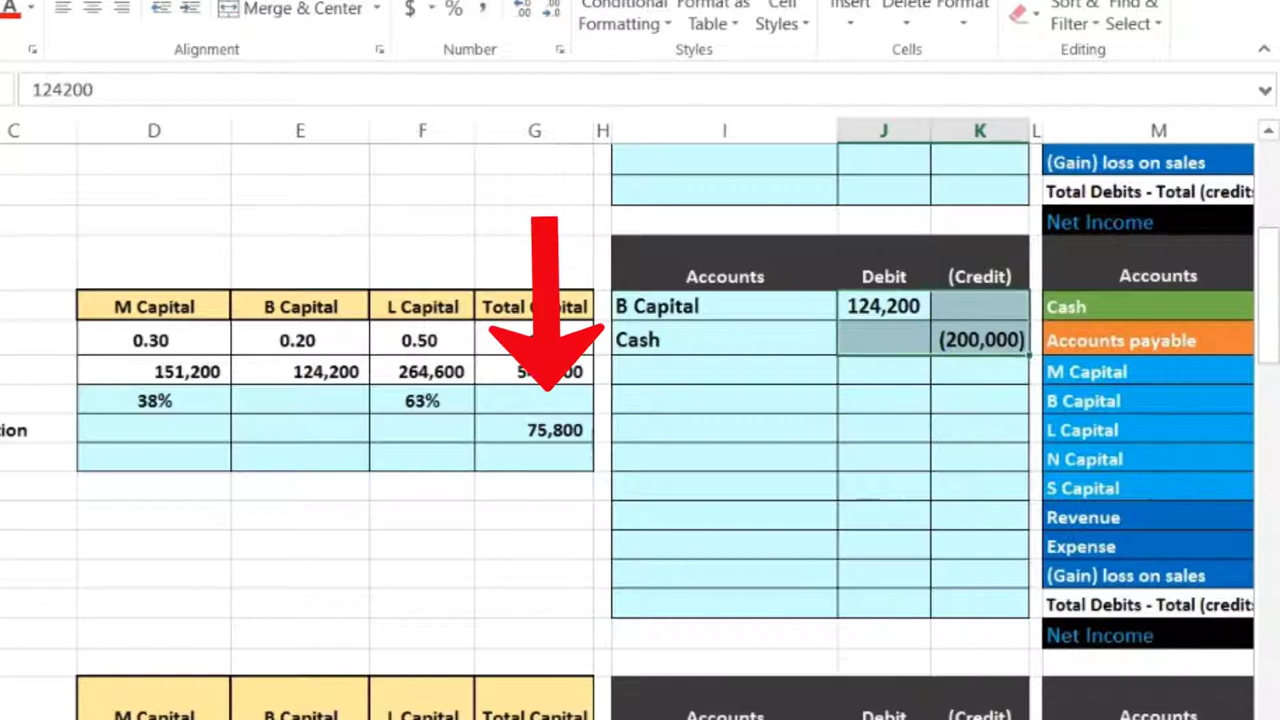 A Merge & Center $ % , Conditional Format as Cell Insert Delete Format Sort & Find &
Formatting Table Styles Filter Select
Alignment Number Styles Cells Editing
124200
C D E F G H I J K L M
(Gain) loss on sales
Total Debits - Total (credits
Net Income
Accounts Debit (Credit) Accounts
M Capital B Capital L Capital Total Capital B Capital 124,200 Cash
0.30 0.20 0.50 Cash (200,000) Accounts payable
151,200 124,200 264,600 M Capital
38% 63% B Capital
tion 75,800 L Capital
N Capital
S Capital
Revenue
Expense
(Gain) loss on sales
Total Debits - Total (credits
Net Income
M Capital B Capital L Capital Total Capital Accounts Debit (Credit) Accounts